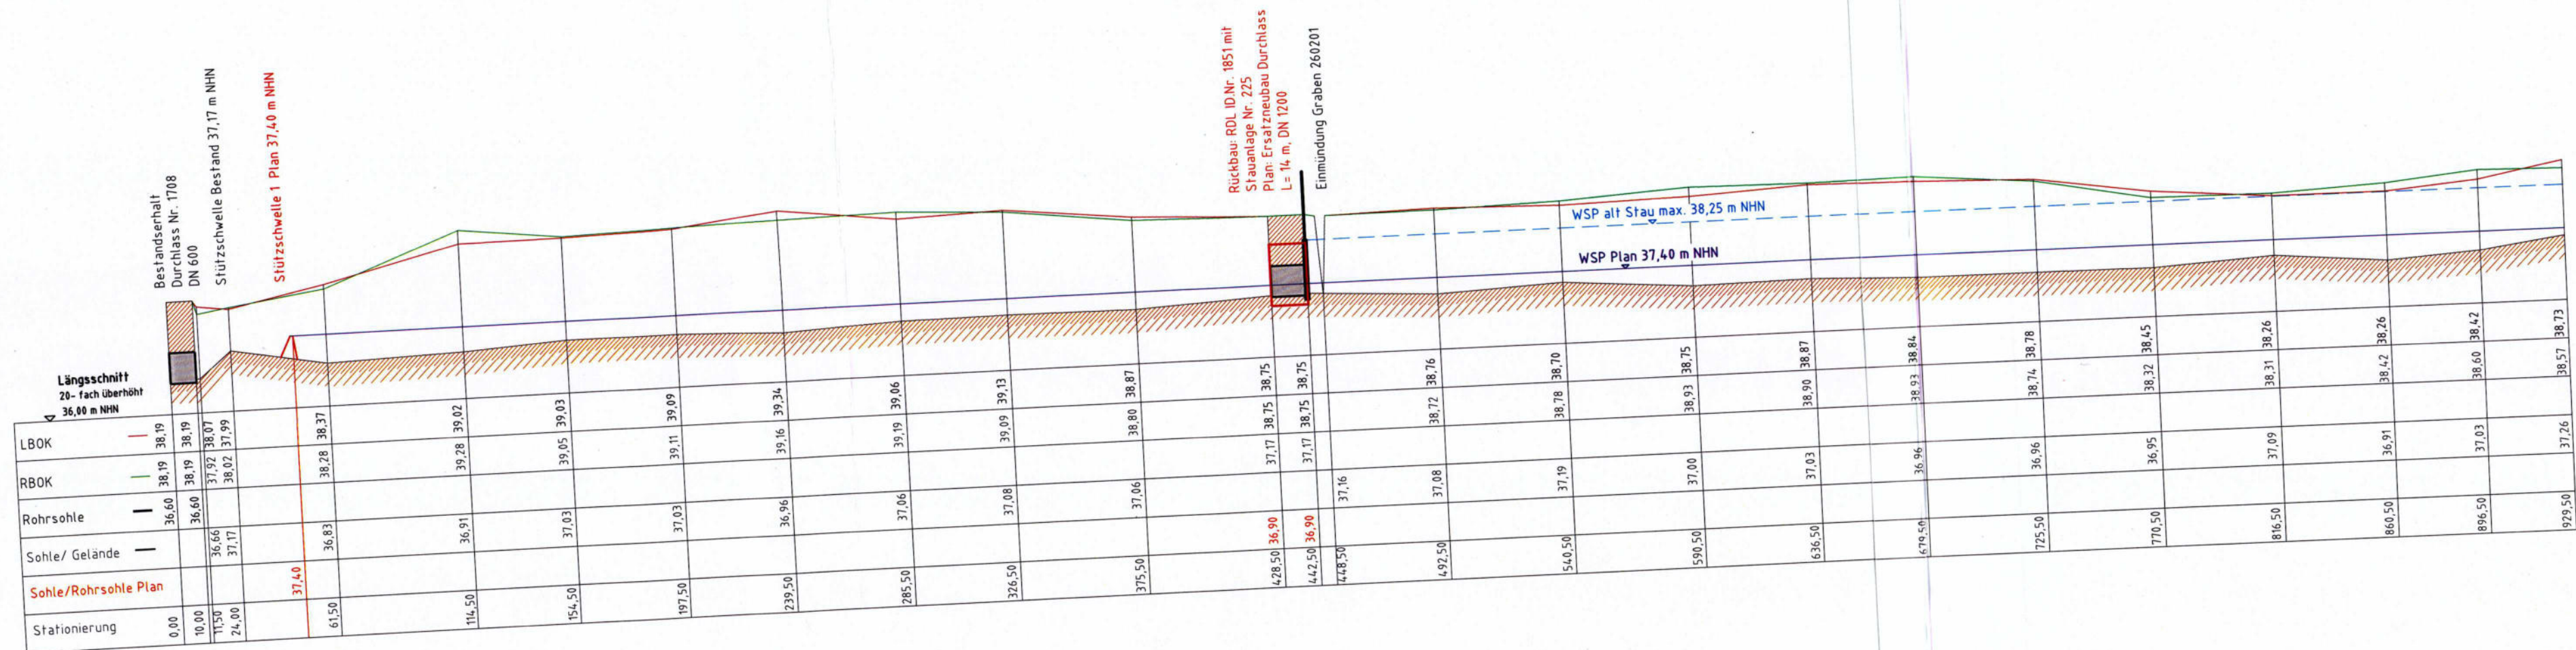 Bestandserhalt
Durchlass Nr. 1708
DN 600
Stützschwelle Bestand 37,17 m NHN
Stützschwelle 1 Plan 37,40 m NHN
Rückbau: RDL ID.Nr. 1851 mit
Stauanlage Nr. 225
Plan: Ersatzneubau Durchlass
L= 14 m, DN 1200
Einmündung Graben 260201
WSP alt Stau max. 38,25 m NHN
WSP Plan 37,40 m NHN
Längsschnitt
20- fach überhöht
36,00 m NHN
LBOK 38,19 38,19 38,07 37,99 38,37 39,02 39,03 39,09 39,34 39,06 39,13 38,87 38,75 38,75 38,76 38,70 38,75 38,87 38,84 38,78 38,45 38,26 38,26 38,42 38,73
RBOK 38,19 38,19 37,92 38,02 38,28 39,28 39,05 39,11 39,16 39,19 39,09 38,80 38,75 38,75 38,72 38,78 38,93 38,90 38,93 38,74 38,32 38,31 38,42 38,60 38,57
Rohrsohle 36,60 36,60 37,17 37,17
Sohle/ Gelände 36,66 37,17 36,83 36,91 37,03 37,03 36,96 37,06 37,08 37,06 37,16 37,08 37,19 37,00 37,03 36,96 36,96 36,95 37,09 36,91 37,03 37,26
Sohle/Rohrsohle Plan 37,40 36,90 36,90
Stationierung 0,00 10,00 11,50 24,00 61,50 114,50 154,50 197,50 239,50 285,50 326,50 375,50 428,50 442,50 448,50 492,50 540,50 590,50 636,50 679,50 725,50 770,50 816,50 860,50 896,50 929,50